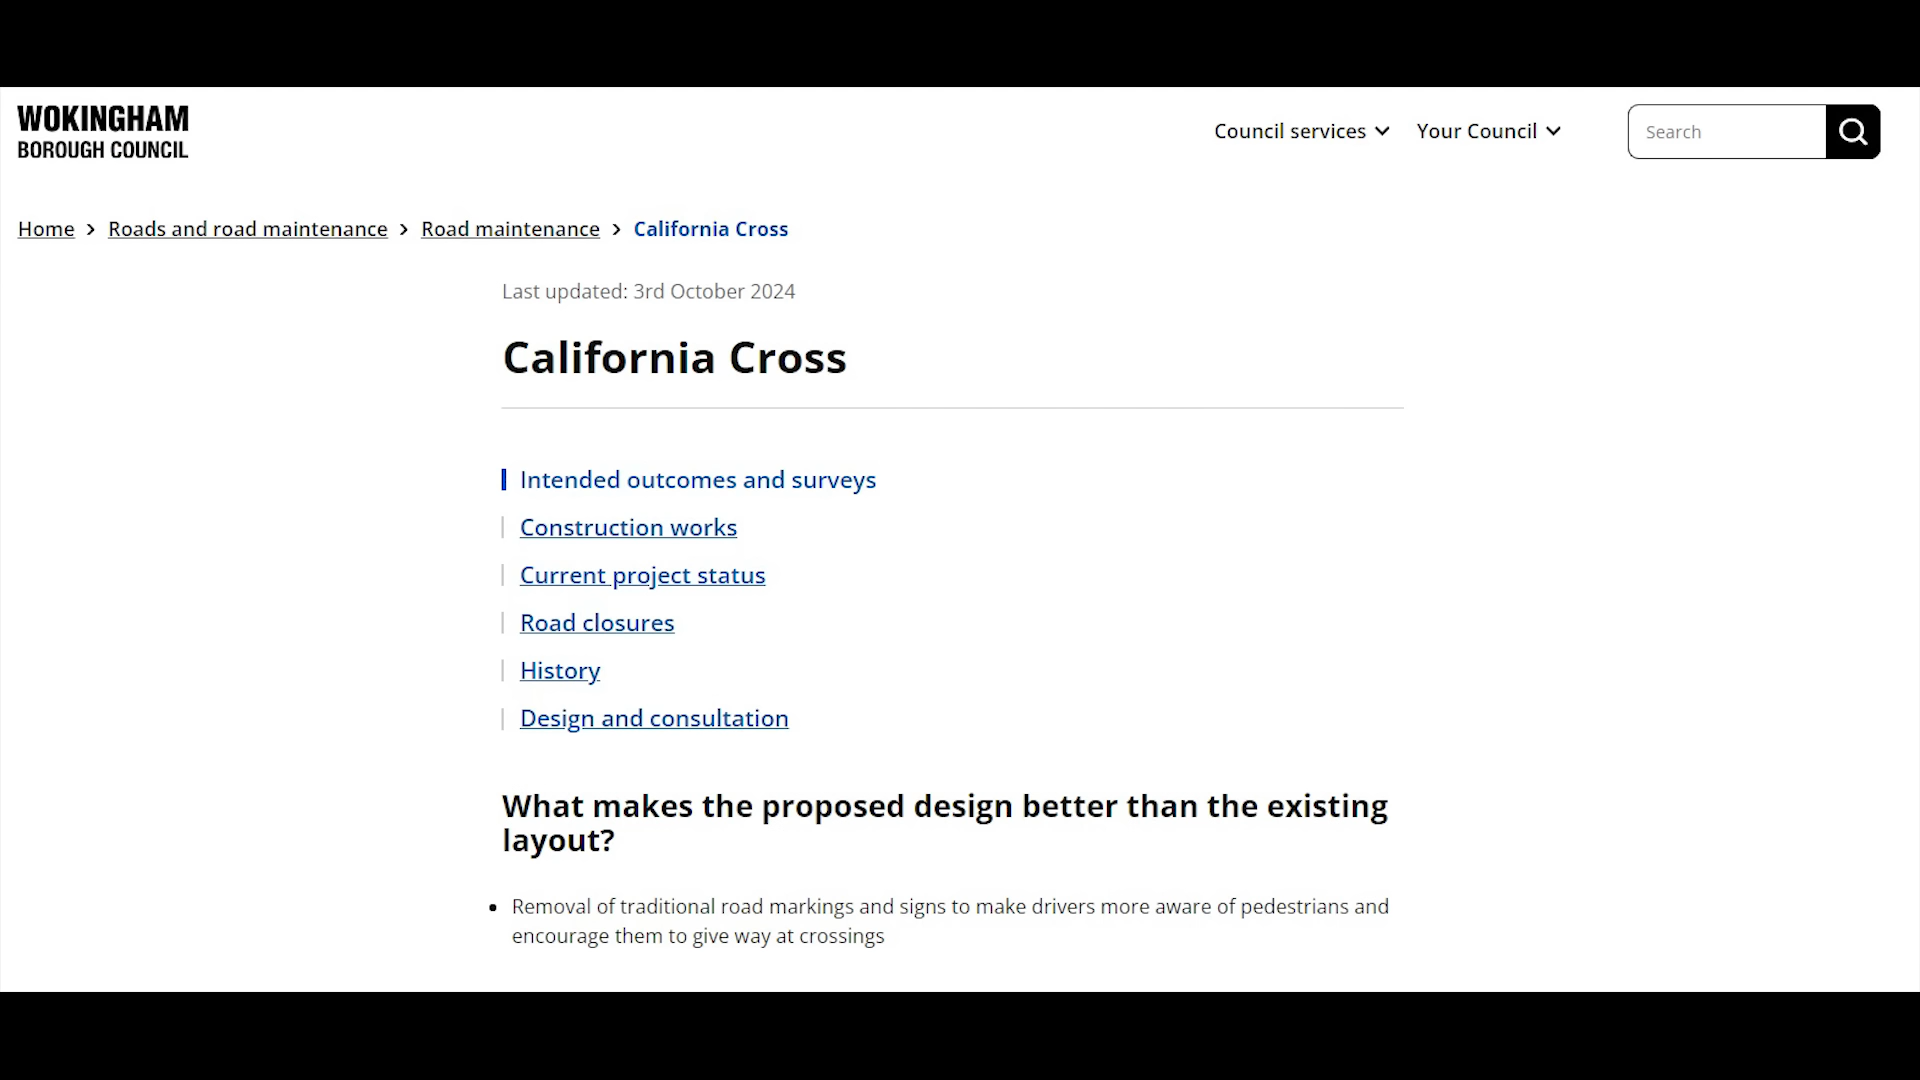 WOKINGHAM
BOROUGH COUNCIL
Council services
Your Council
Search
Home > Roads and road maintenance > Road maintenance > California Cross
Last updated: 3rd October 2024
California Cross
Intended outcomes and surveys
Construction works
Current project status
Road closures
History
Design and consultation
What makes the proposed design better than the existing
layout?
• Removal of traditional road markings and signs to make drivers more aware of pedestrians and
encourage them to give way at crossings